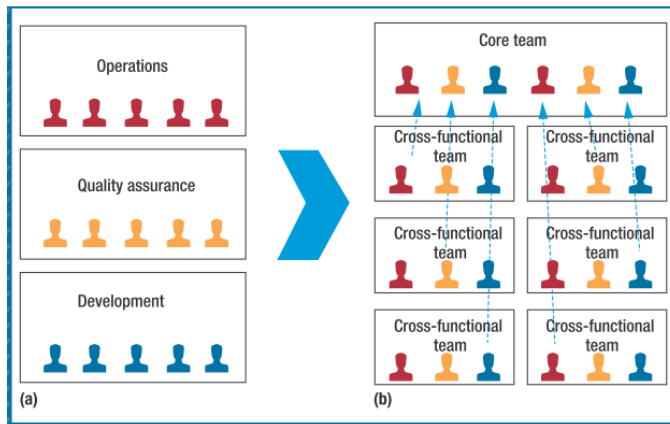 Operations
Quality assurance
Development
(a)
Core team
Cross-functional
team
Cross-functional
team
Cross-functional
team
Cross-functional
team
Cross-functional
team
Cross-functional
team
(b)